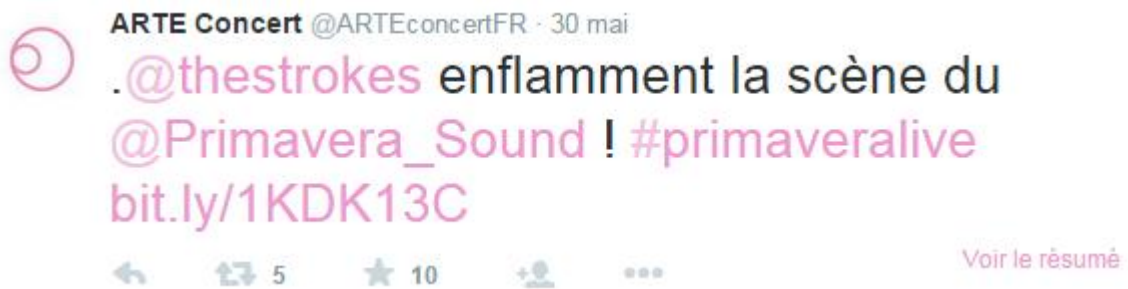 ARTE Concert @ARTEconcertFR · 30 mai
.@thestrokes enflamment la scène du
@Primavera_Sound ! #primaveralive
bit.ly/1KDK13C
5 10 Voir le résumé